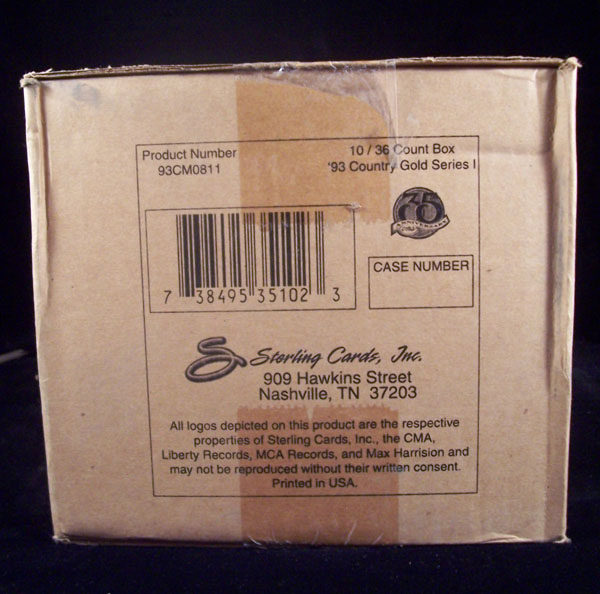 Product Number
93CM0811
10 / 36 Count Box
'93 Country Gold Series I
35
ANNIVERSARY
CASE NUMBER
7 38495 35102 3
Sterling Cards, Inc.
909 Hawkins Street
Nashville, TN 37203
All logos depicted on this product are the respective
properties of Sterling Cards, Inc., the CMA,
Liberty Records, MCA Records, and Max Harrision and
may not be reproduced without their written consent.
Printed in USA.